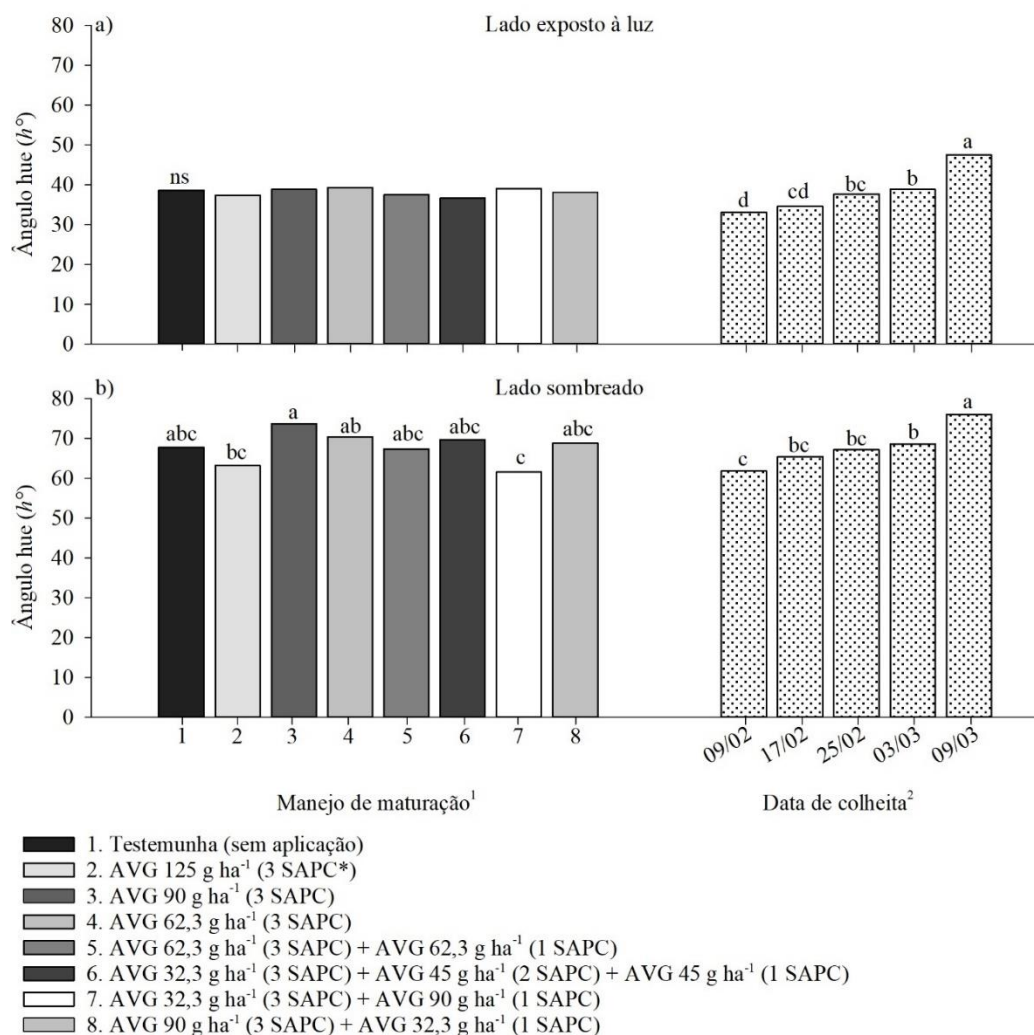 a)
Lado exposto à luz
Ângulo hue (h°)
80
70
60
50
40
30
20
10
0
ns
d
cd
bc
b
a
b)
Lado sombreado
Ângulo hue (h°)
80
70
60
50
40
30
20
10
0
abc
bc
a
ab
abc
abc
c
abc
c
bc
bc
b
a
1 2 3 4 5 6 7 8
09/02 17/02 25/02 03/03 09/03
Manejo de maturação¹
Data de colheita²
1. Testemunha (sem aplicação)
2. AVG 125 g ha⁻¹ (3 SAPC*)
3. AVG 90 g ha⁻¹ (3 SAPC)
4. AVG 62,3 g ha⁻¹ (3 SAPC)
5. AVG 62,3 g ha⁻¹ (3 SAPC) + AVG 62,3 g ha⁻¹ (1 SAPC)
6. AVG 32,3 g ha⁻¹ (3 SAPC) + AVG 45 g ha⁻¹ (2 SAPC) + AVG 45 g ha⁻¹ (1 SAPC)
7. AVG 32,3 g ha⁻¹ (3 SAPC) + AVG 90 g ha⁻¹ (1 SAPC)
8. AVG 90 g ha⁻¹ (3 SAPC) + AVG 32,3 g ha⁻¹ (1 SAPC)